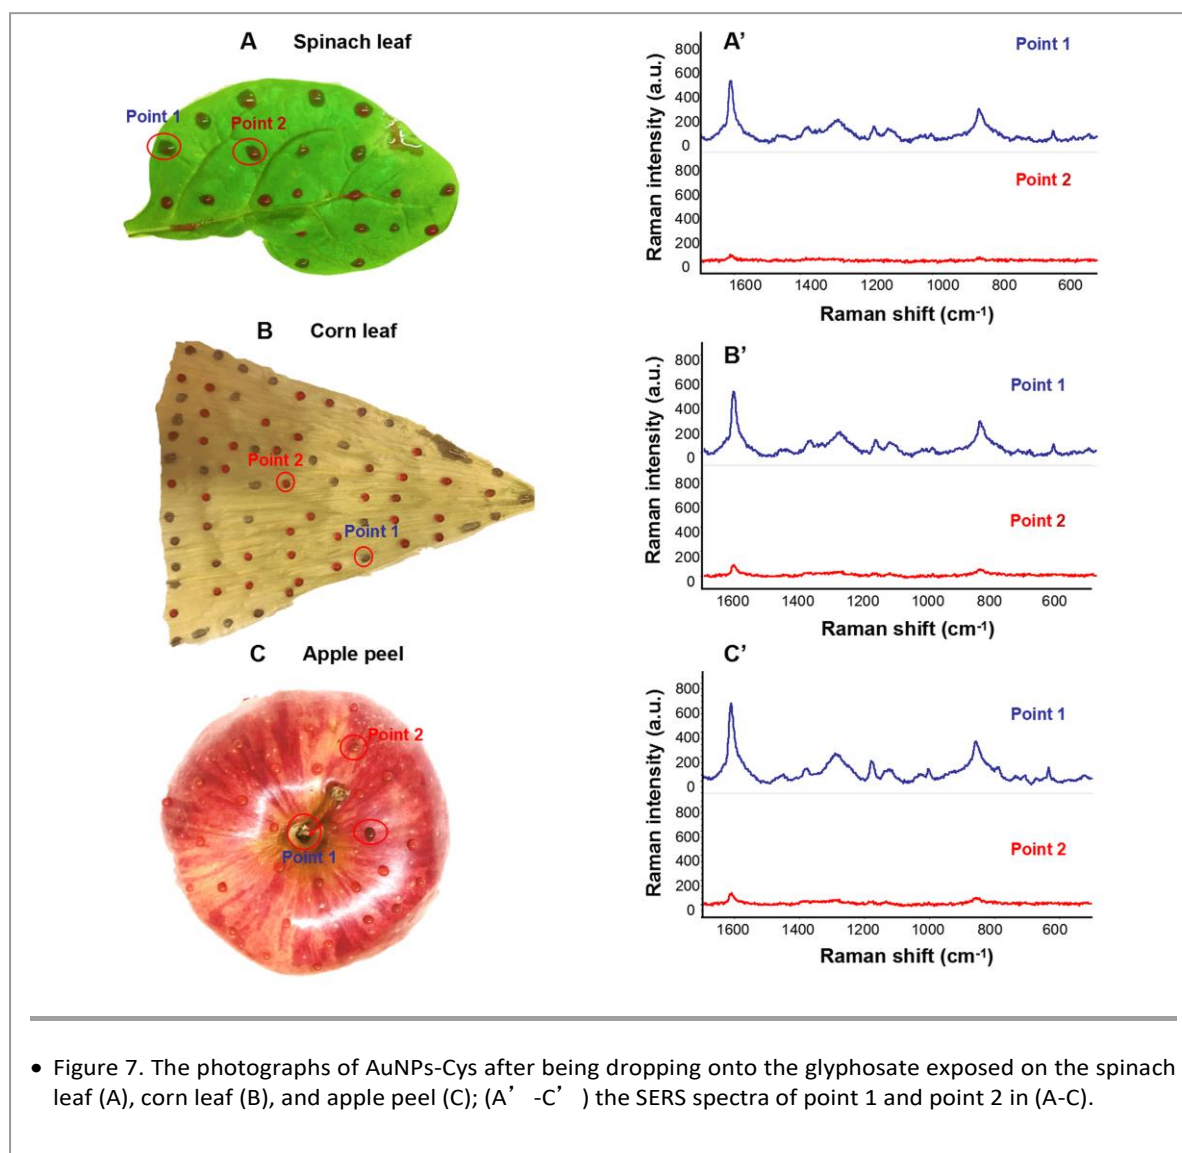 A Spinach leaf
Point 1
Point 2
A’
Point 1
Point 2
Raman intensity (a.u.)
800
600
400
200
0
800
600
400
200
0
1600 1400 1200 1000 800 600
Raman shift (cm-1)
B Corn leaf
Point 2
Point 1
B’
Point 1
Point 2
Raman intensity (a.u.)
800
600
400
200
0
800
600
400
200
0
1600 1400 1200 1000 800 600
Raman shift (cm-1)
C Apple peel
Point 2
Point 1
C’
Point 1
Point 2
Raman intensity (a.u.)
800
600
400
200
0
800
600
400
200
0
1600 1400 1200 1000 800 600
Raman shift (cm-1)
• Figure 7. The photographs of AuNPs-Cys after being dropping onto the glyphosate exposed on the spinach
leaf (A), corn leaf (B), and apple peel (C); (A’ -C’ ) the SERS spectra of point 1 and point 2 in (A-C).